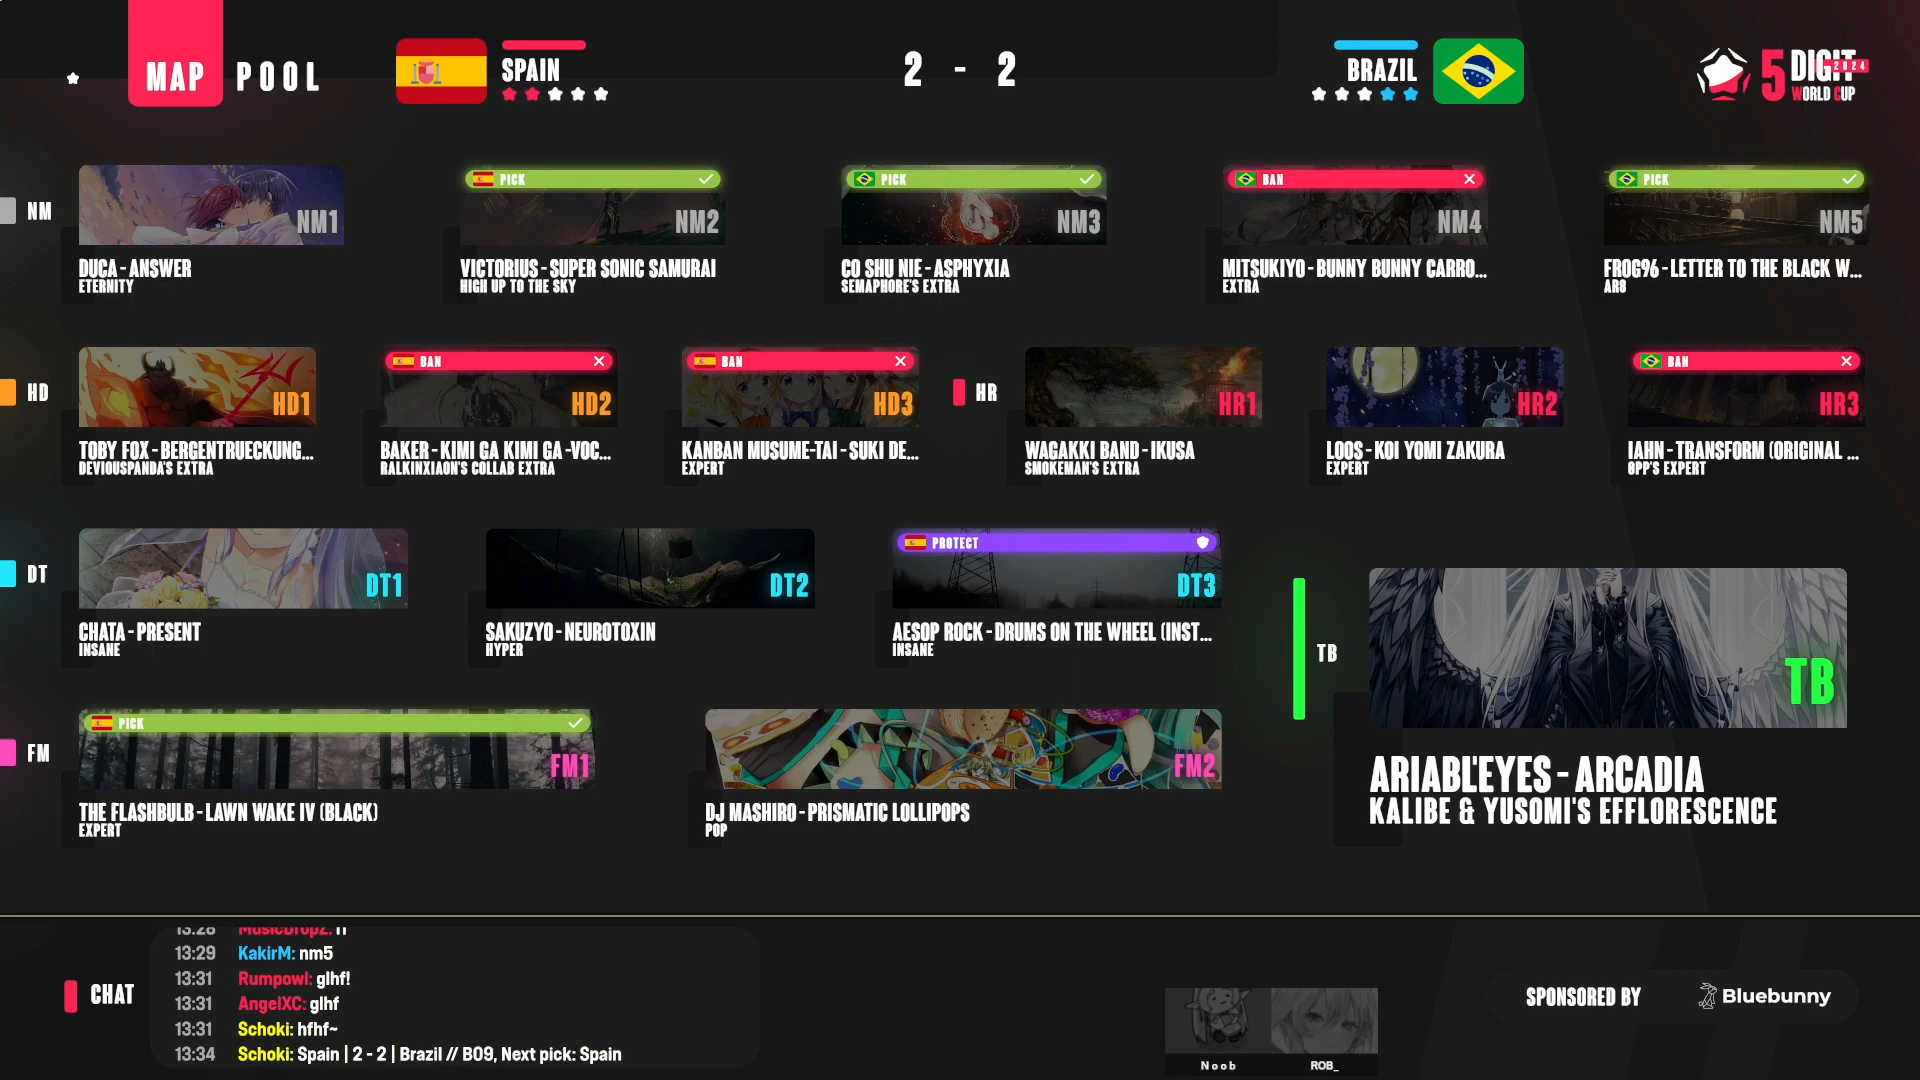 MAP POOL
SPAIN
2 - 2
BRAZIL
5 DIGIT
2024
WORLD CUP
NM
NM1
DUCA - ANSWER
ETERNITY
PICK
NM2
VICTORIUS - SUPER SONIC SAMURAI
HIGH UP TO THE SKY
PICK
NM3
CO SHU NIE - ASPHYXIA
SEMAPHORE'S EXTRA
BAN
NM4
MITSUKIYO - BUNNY BUNNY CARRO...
EXTRA
PICK
NM5
FROG96 - LETTER TO THE BLACK W...
AR8
HD
HD1
TOBY FOX - BERGENTRUECKUNG...
DEVIOUSPANDA'S EXTRA
BAN
HD2
BAKER - KIMI GA KIMI GA -VOC...
RALKINXIAON'S COLLAB EXTRA
BAN
HD3
KANBAN MUSUME-TAI - SUKI DE...
EXPERT
HR
HR1
WAGAKKI BAND - IKUSA
SMOKEMAN'S EXTRA
HR2
LOOS - KOI YOMI ZAKURA
EXPERT
BAN
HR3
IAHN - TRANSFORM (ORIGINAL ...
OPP'S EXPERT
DT
DT1
CHATA - PRESENT
INSANE
DT2
SAKUZYO - NEUROTOXIN
HYPER
PROTECT
DT3
AESOP ROCK - DRUMS ON THE WHEEL (INST...
INSANE
TB
TB
ARIABL'EYES - ARCADIA
KALIBE & YUSOMI'S EFFLORESCENCE
FM
PICK
FM1
THE FLASHBULB - LAWN WAKE IV (BLACK)
EXPERT
FM2
DJ MASHIRO - PRISMATIC LOLLIPOPS
POP
CHAT
13:28 MusicDropZ:
13:29 KakirM: nm5
13:31 Rumpowl: glhf!
13:31 AngelXC: glhf
13:31 Schoki: hfhf~
13:34 Schoki: Spain | 2 - 2 | Brazil // BO9, Next pick: Spain
Noob
ROB_
SPONSORED BY
Bluebunny